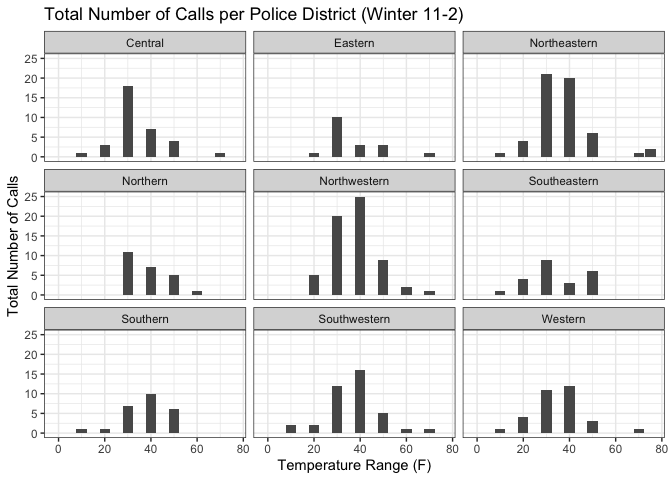 Total Number of Calls per Police District (Winter 11-2)
Central Eastern Northeastern
25
20
15
10
5
0
Northern Northwestern Southeastern
25
20
15
10
5
0
Southern Southwestern Western
25
20
15
10
5
0
0 20 40 60 80 0 20 40 60 80 0 20 40 60 80
Temperature Range (F)
Total Number of Calls